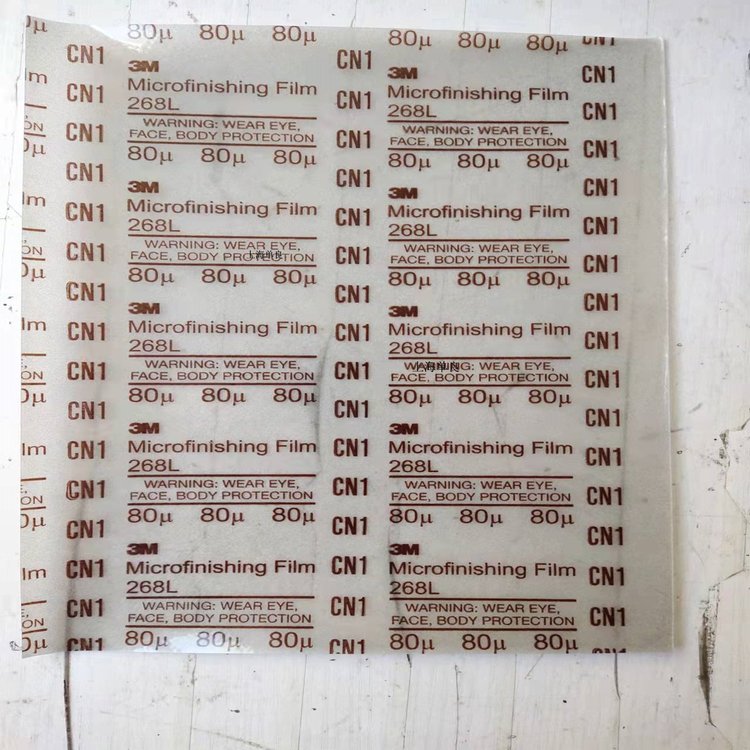 80µ 80µ 80µ
CN1
3M
Microfinishing Film
268L
WARNING: WEAR EYE,
FACE, BODY PROTECTION
80µ 80µ 80µ
3M
Microfinishing Film
268L
WARNING: WEAR EYE,
FACE, BODY PROTECTION
80µ 80µ 80µ
3M
Microfinishing Film
268L
WARNING: WEAR EYE,
FACE, BODY PROTECTION
80µ 80µ 80µ
3M
Microfinishing Film
268L
WARNING: WEAR EYE,
FACE, BODY PROTECTION
80µ 80µ 80µ
3M
Microfinishing Film
268L
WARNING: WEAR EYE,
FACE, BODY PROTECTION
80µ 80µ 80µ
CN1
80µ 80µ 80µ
3M
Microfinishing Film
268L
WARNING: WEAR EYE,
FACE, BODY PROTECTION
80µ 80µ 80µ
3M
Microfinishing Film
268L
WARNING: WEAR EYE,
FACE, BODY PROTECTION
80µ 80µ 80µ
3M
Microfinishing Film
268L
WARNING: WEAR EYE,
FACE, BODY PROTECTION
80µ 80µ 80µ
3M
Microfinishing Film
268L
WARNING: WEAR EYE,
FACE, BODY PROTECTION
80µ 80µ 80µ
3M
Microfinishing Film
268L
WARNING: WEAR EYE,
FACE, BODY PROTECTION
80µ 80µ 80µ
CN1